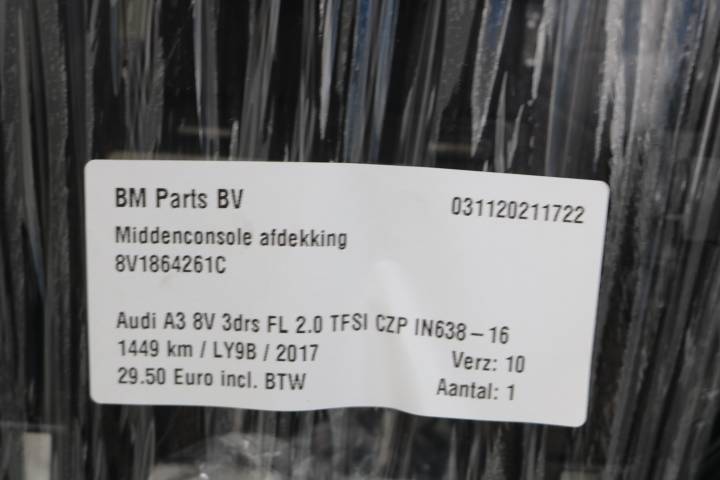 BM Parts BV 031120211722
Middenconsole afdekking
8V1864261C
Audi A3 8V 3drs FL 2.0 TFSI CZP IN638-16
1449 km / LY9B / 2017 Verz: 10
29.50 Euro incl. BTW Aantal: 1